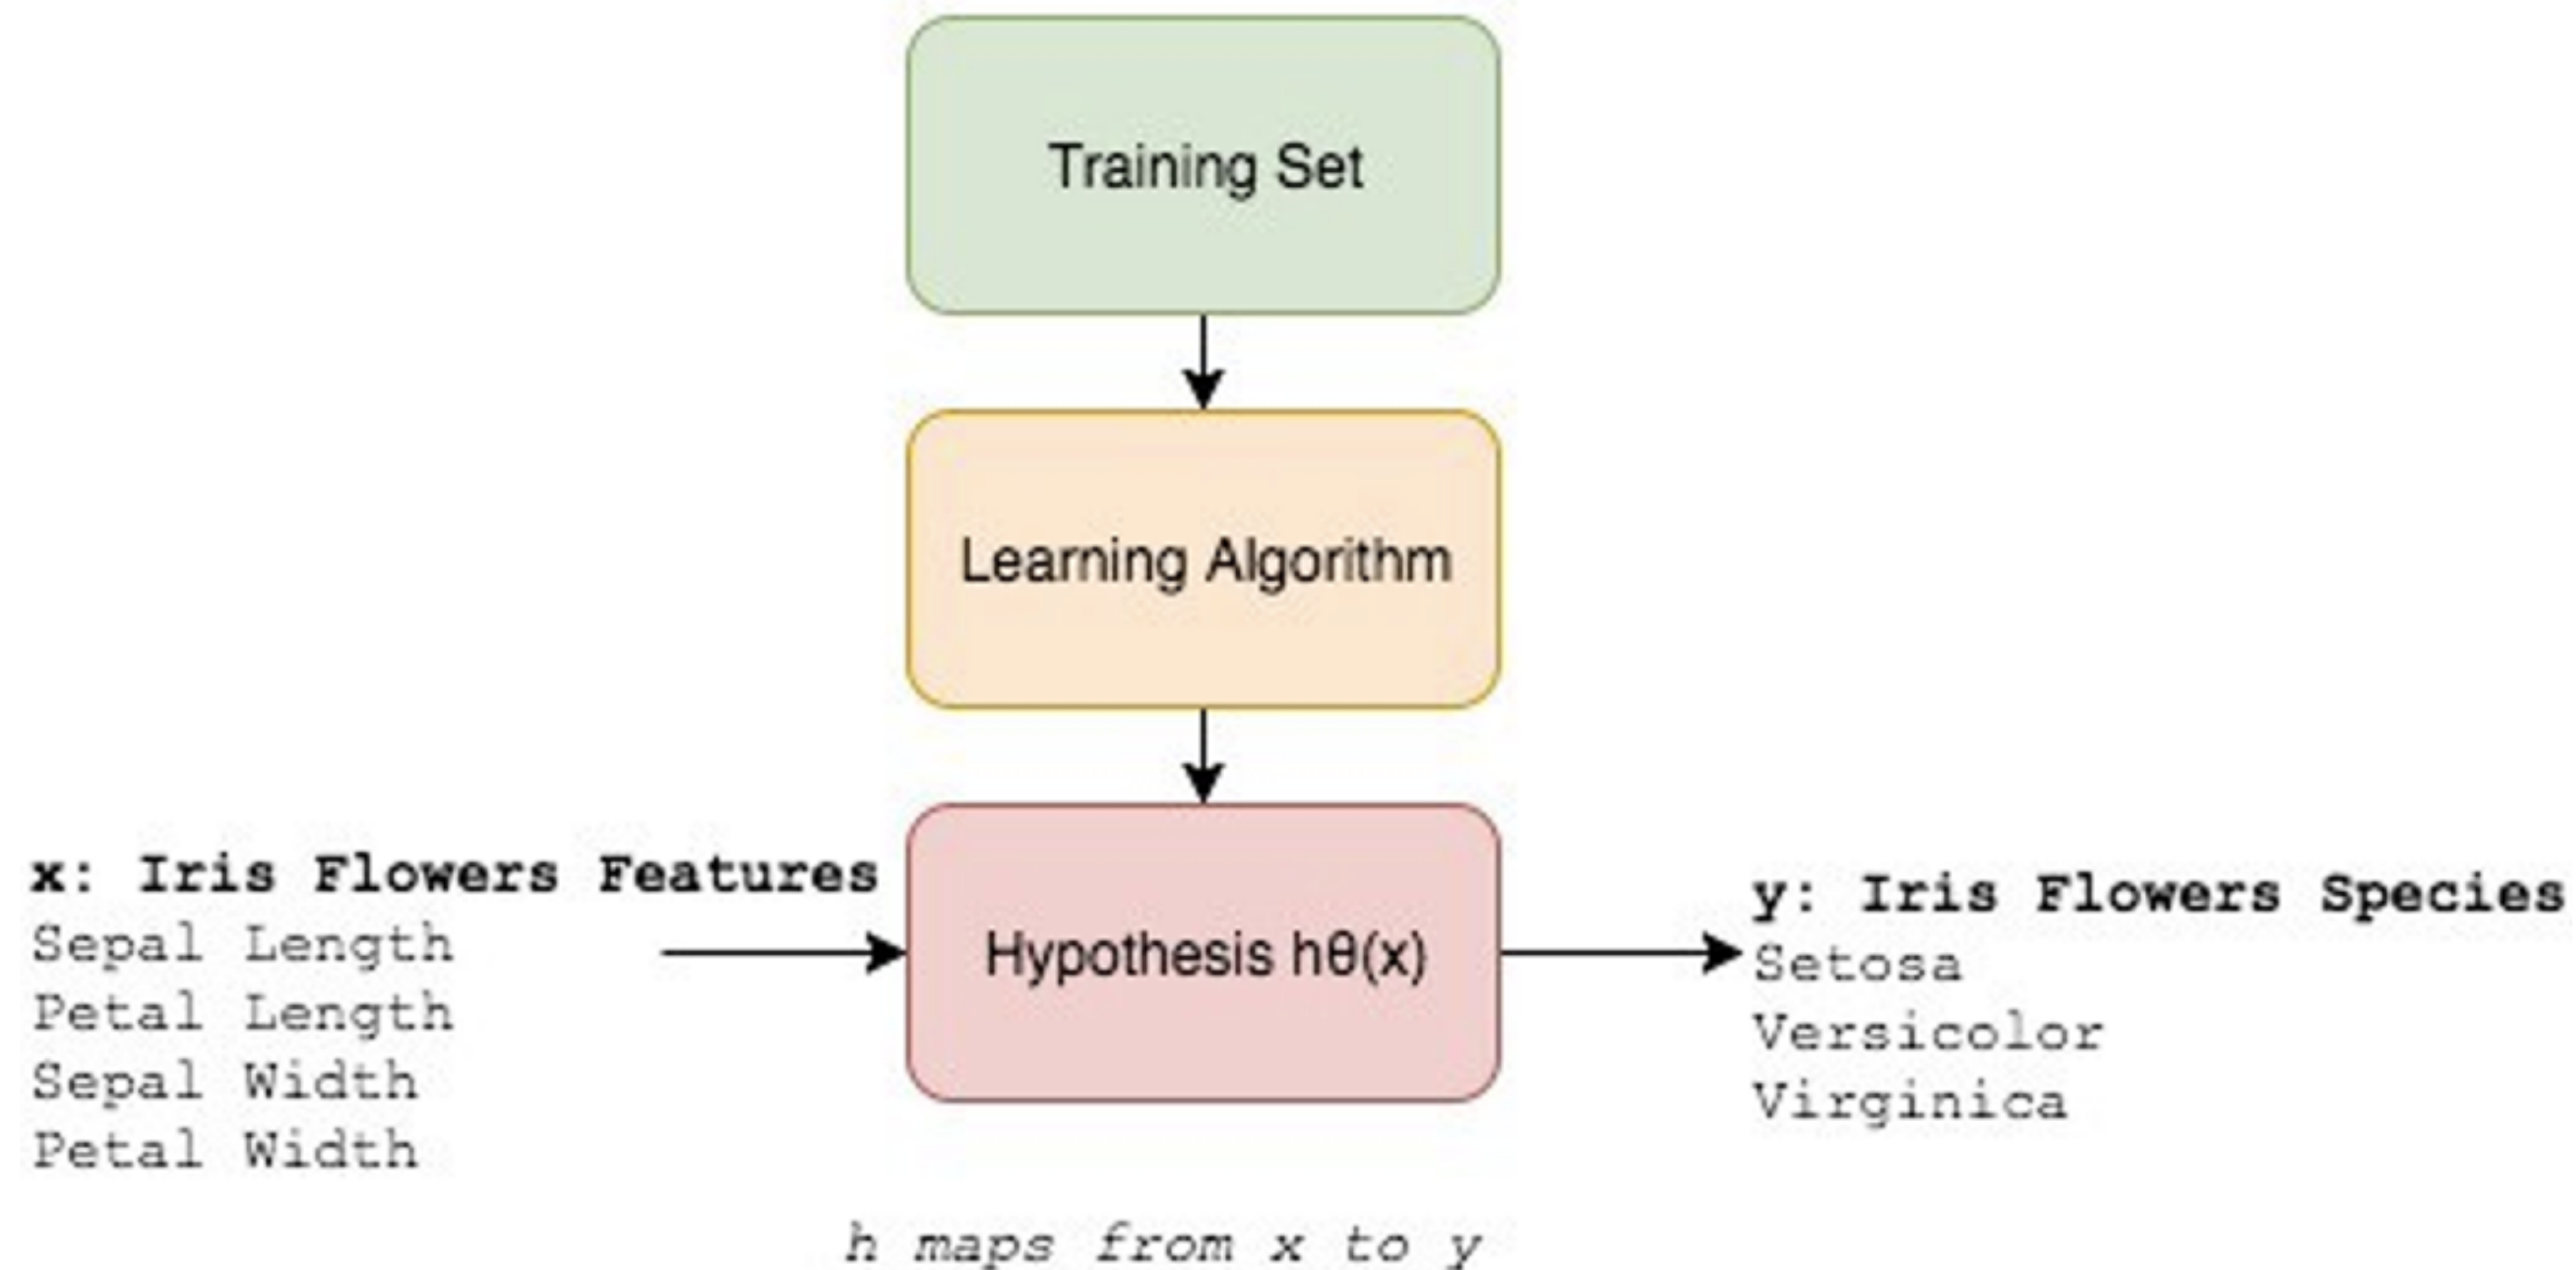 Training Set
Learning Algorithm
x: Iris Flowers Features
Sepal Length
Petal Length
Sepal Width
Petal Width
Hypothesis hθ(x)
y: Iris Flowers Species
Setosa
Versicolor
Virginica
h maps from x to y